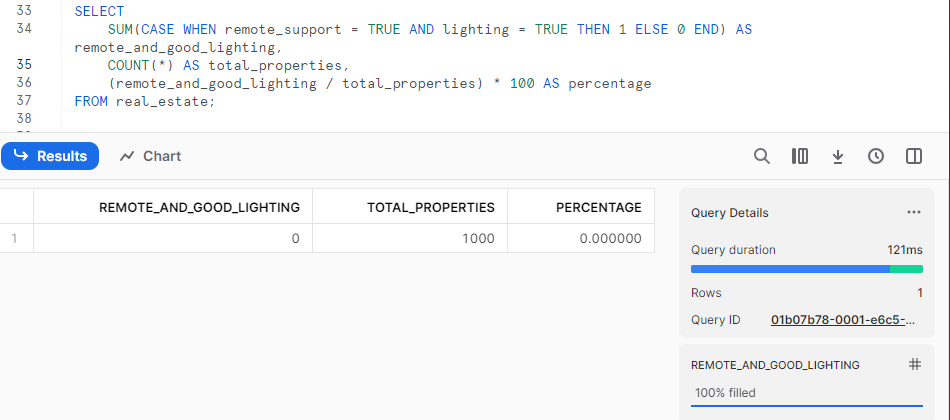 33 SELECT
34 SUM(CASE WHEN remote_support = TRUE AND lighting = TRUE THEN 1 ELSE 0 END) AS
remote_and_good_lighting,
35 COUNT(*) AS total_properties,
36 (remote_and_good_lighting / total_properties) * 100 AS percentage
37 FROM real_estate;
38
Results Chart
REMOTE_AND_GOOD_LIGHTING TOTAL_PROPERTIES PERCENTAGE
1 0 1000 0.000000
Query Details ...
Query duration 121ms
Rows 1
Query ID 01b07b78-0001-e6c5-...
REMOTE_AND_GOOD_LIGHTING #
100% filled